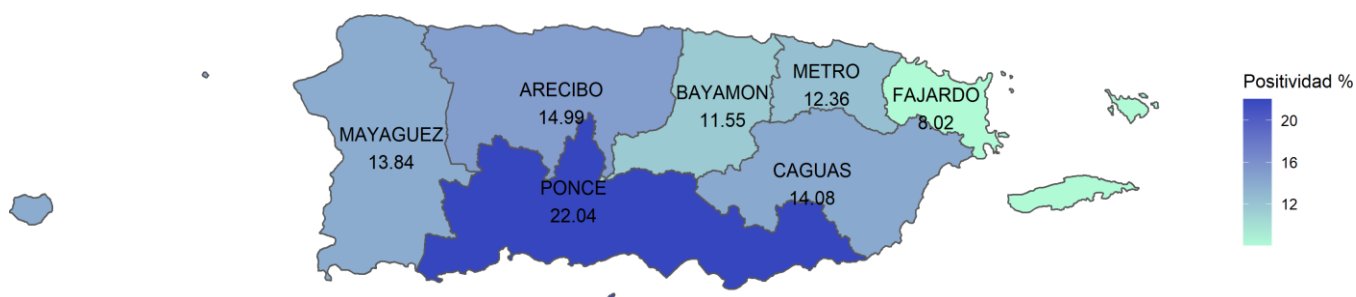 MAYAGUEZ
13.84
ARECIBO
14.99
PONCE
22.04
BAYAMON
11.55
METRO
12.36
FAJARDO
8.02
CAGUAS
14.08
Positividad %
20
16
12